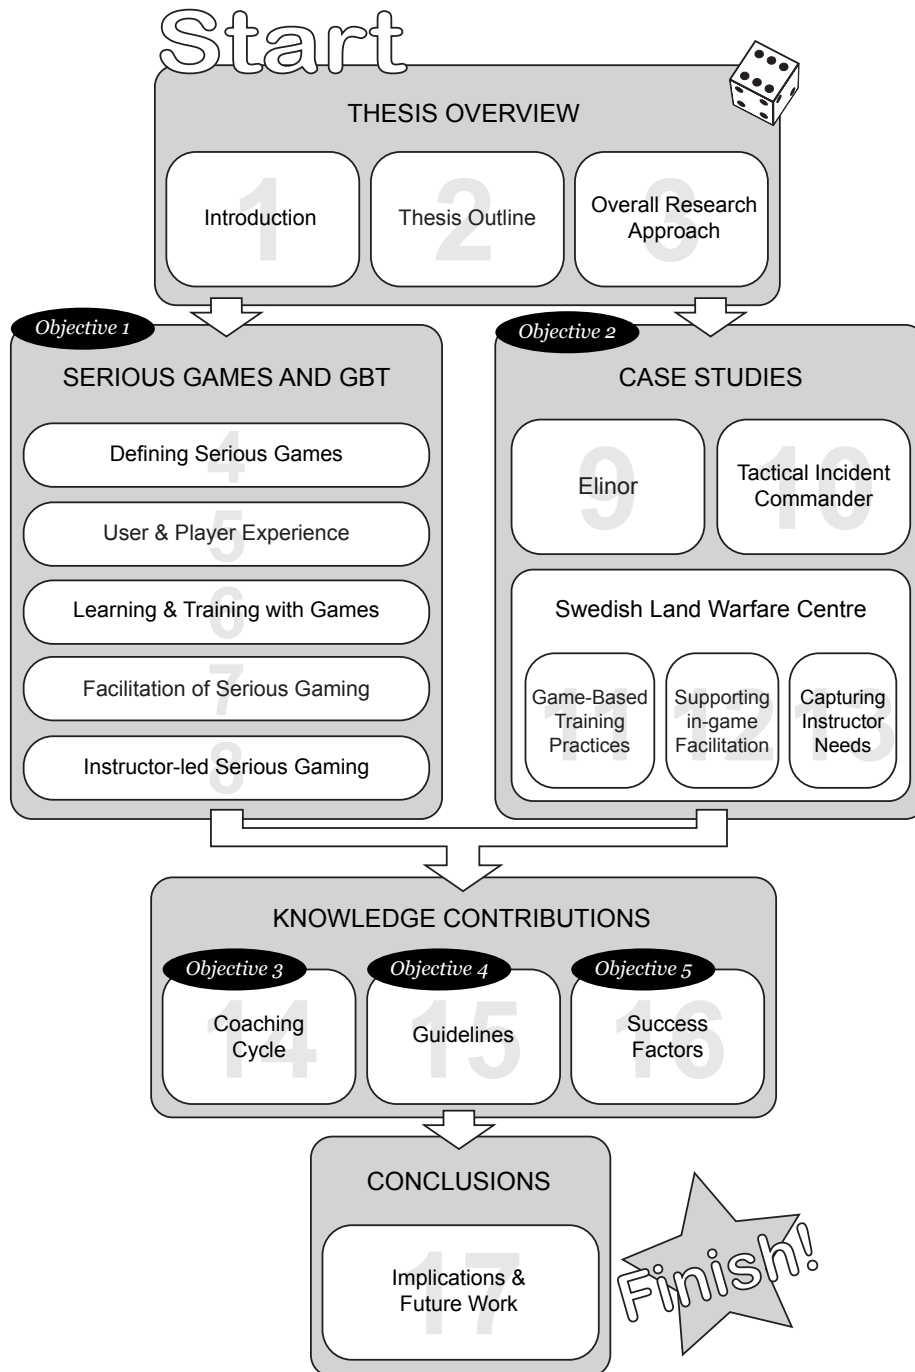 Start
THESIS OVERVIEW
1
Introduction
2
Thesis Outline
3
Overall Research
Approach
Objective 1
SERIOUS GAMES AND GBT
4
Defining Serious Games
5
User & Player Experience
6
Learning & Training with Games
7
Facilitation of Serious Gaming
8
Instructor-led Serious Gaming
Objective 2
CASE STUDIES
9
Elinor
10
Tactical Incident
Commander
Swedish Land Warfare Centre
11
Game-Based
Training
Practices
12
Supporting
in-game
Facilitation
13
Capturing
Instructor
Needs
KNOWLEDGE CONTRIBUTIONS
Objective 3
14
Coaching
Cycle
Objective 4
15
Guidelines
Objective 5
16
Success
Factors
CONCLUSIONS
17
Implications &
Future Work
Finish!